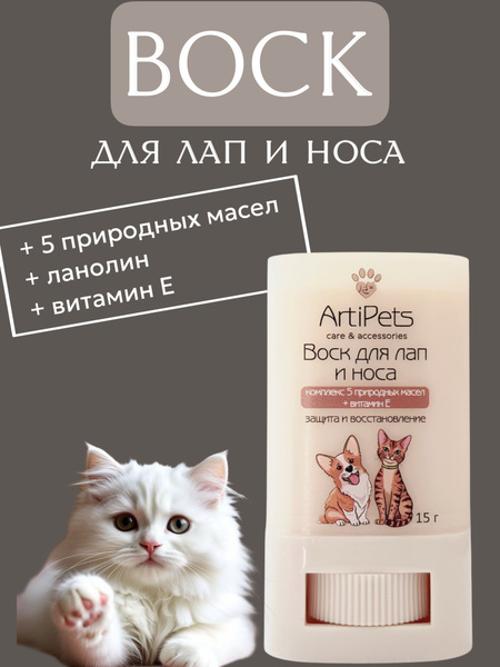 ВОСК
ДЛЯ ЛАП И НОСА
+ 5 природных масел
+ ланолин
+ витамин Е
ArtiPets
care & accessories
Воск для лап
и носа
комплекс 5 природных масел
+ витамин Е
защита и восстановление
15 г